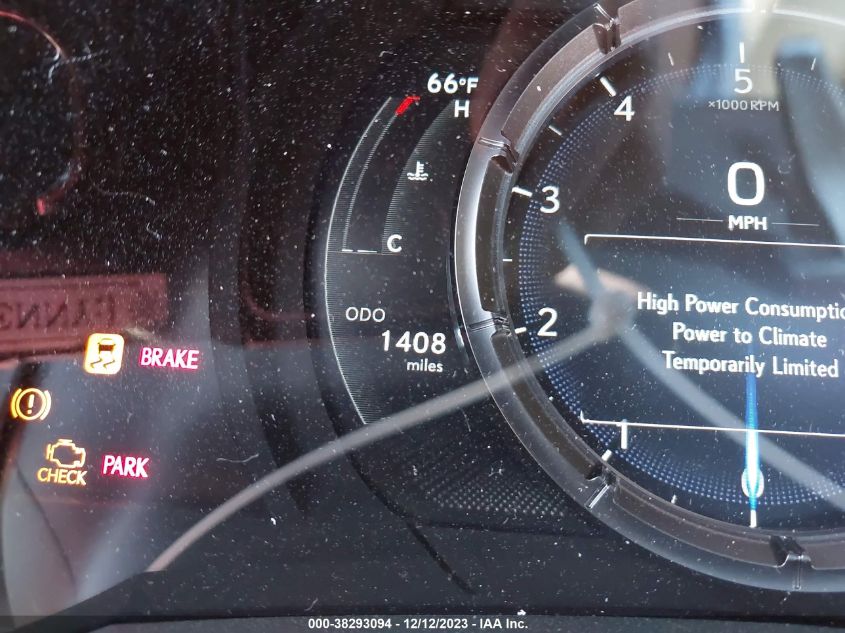 66°F
H
C
ODO
1408
miles
BRAKE
CHECK
PARK
5
×1000 RPM
4
3
2
1
0
0
MPH
High Power Consumptio
Power to Climate
Temporarily Limited
000-38293094 - 12/12/2023 - IAA Inc.